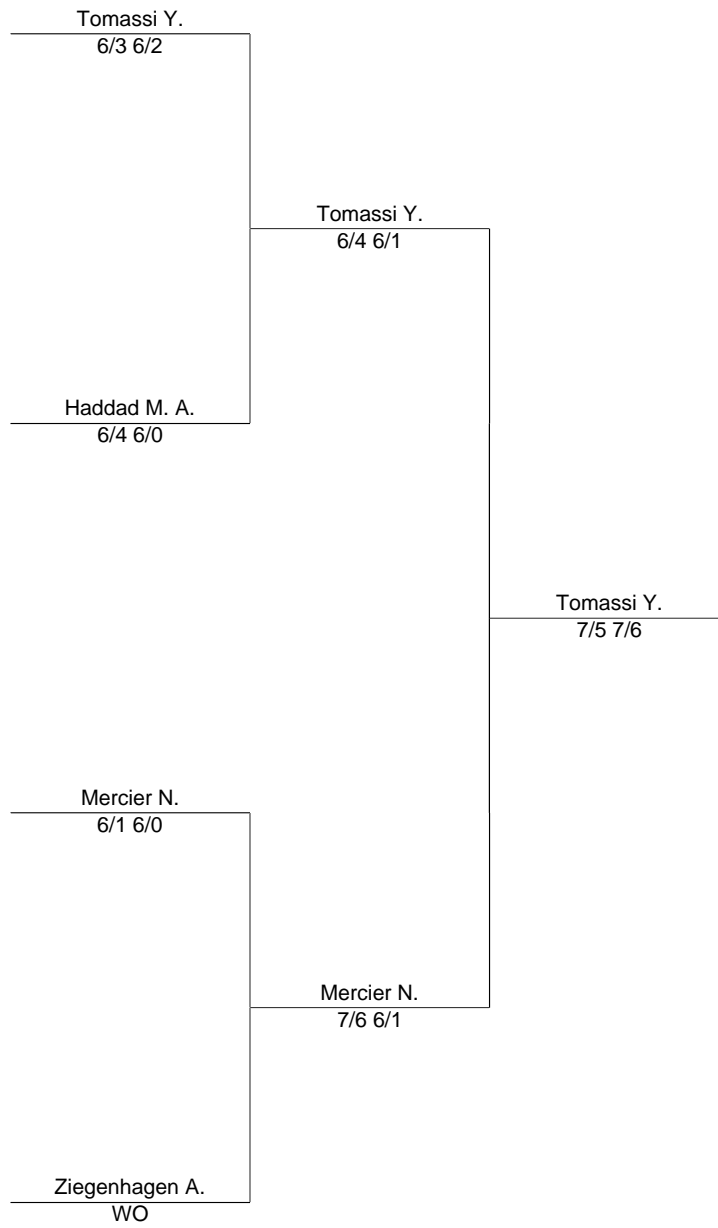 Tomassi Y.
6/3 6/2
Tomassi Y.
6/4 6/1
Haddad M. A.
6/4 6/0
Tomassi Y.
7/5 7/6
Mercier N.
6/1 6/0
Mercier N.
7/6 6/1
Ziegenhagen A.
WO